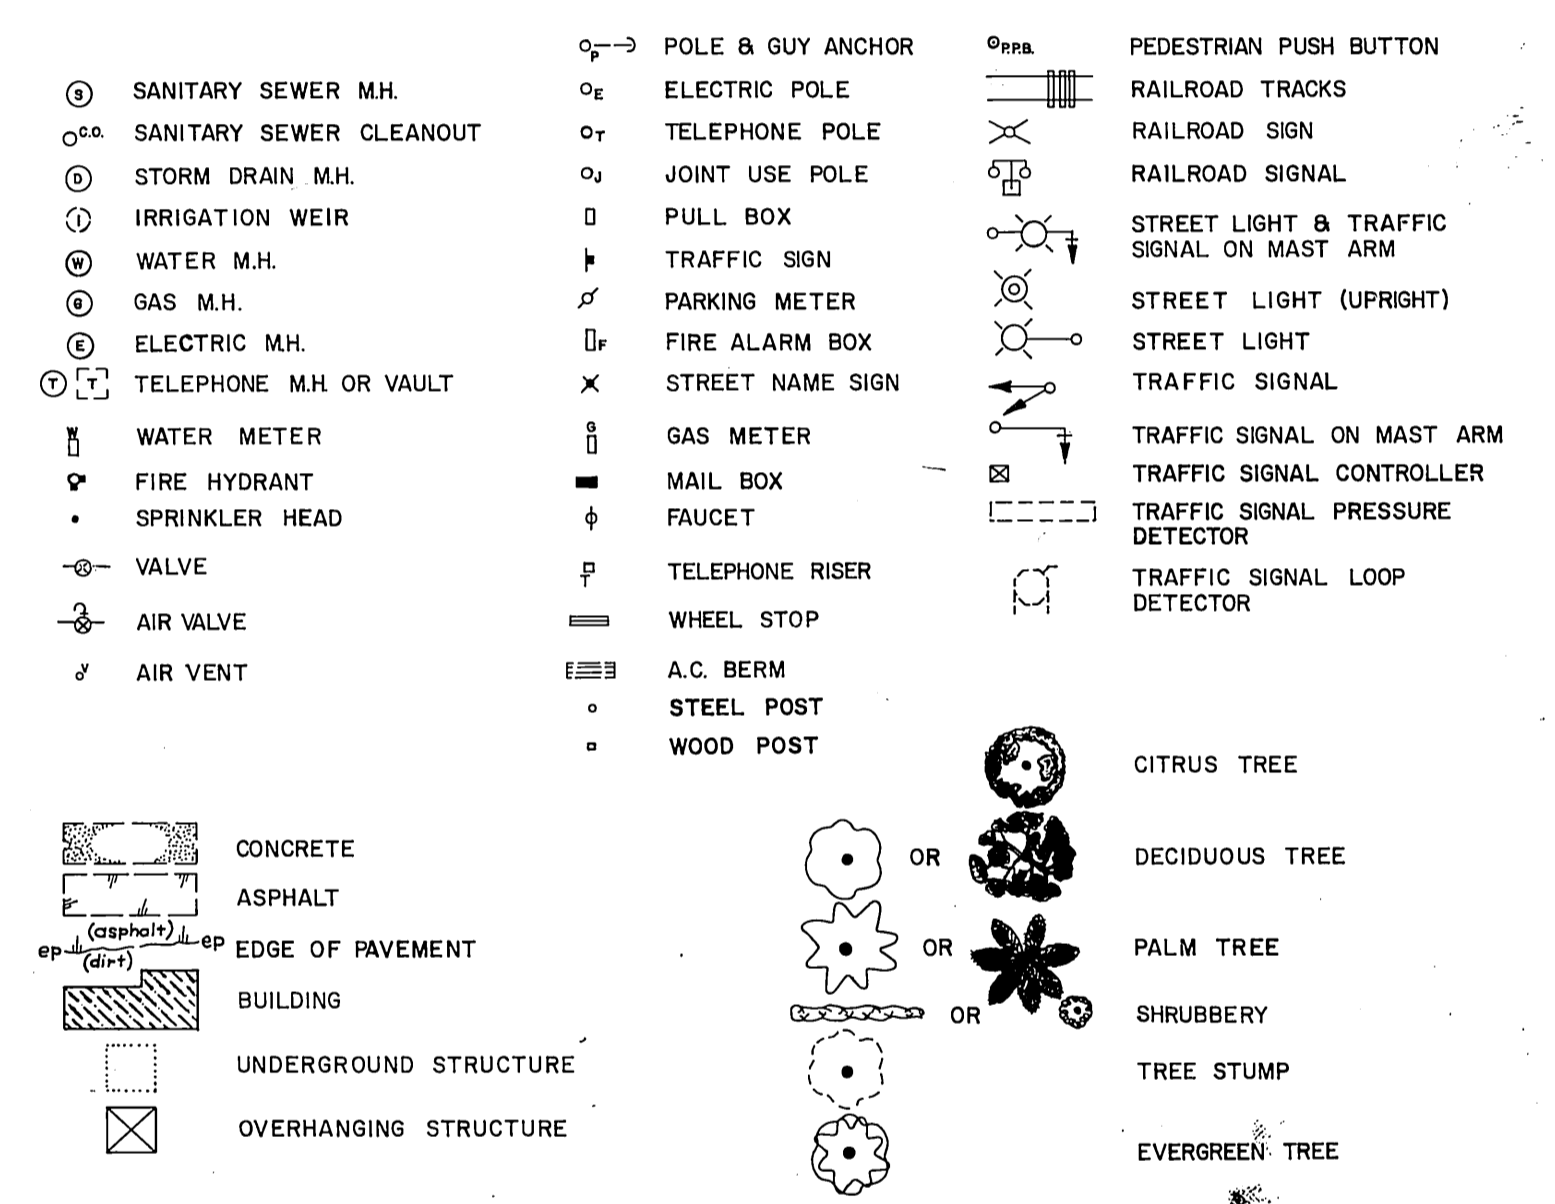 S SANITARY SEWER M.H.
C.O. SANITARY SEWER CLEANOUT
D STORM DRAIN M.H.
I IRRIGATION WEIR
W WATER M.H.
G GAS M.H.
E ELECTRIC M.H.
T T TELEPHONE M.H. OR VAULT
W WATER METER
FIRE HYDRANT
SPRINKLER HEAD
VALVE
AIR VALVE
V AIR VENT
P POLE & GUY ANCHOR
E ELECTRIC POLE
T TELEPHONE POLE
J JOINT USE POLE
PULL BOX
TRAFFIC SIGN
PARKING METER
F FIRE ALARM BOX
STREET NAME SIGN
G GAS METER
MAIL BOX
FAUCET
T TELEPHONE RISER
WHEEL STOP
A.C. BERM
STEEL POST
WOOD POST
P.P.B. PEDESTRIAN PUSH BUTTON
RAILROAD TRACKS
RAILROAD SIGN
RAILROAD SIGNAL
STREET LIGHT & TRAFFIC
SIGNAL ON MAST ARM
STREET LIGHT (UPRIGHT)
STREET LIGHT
TRAFFIC SIGNAL
TRAFFIC SIGNAL ON MAST ARM
TRAFFIC SIGNAL CONTROLLER
TRAFFIC SIGNAL PRESSURE
DETECTOR
TRAFFIC SIGNAL LOOP
DETECTOR
CONCRETE
ASPHALT
(asphalt)
ep ep EDGE OF PAVEMENT
(dirt)
BUILDING
UNDERGROUND STRUCTURE
OVERHANGING STRUCTURE
CITRUS TREE
OR DECIDUOUS TREE
OR PALM TREE
OR SHRUBBERY
TREE STUMP
EVERGREEN TREE